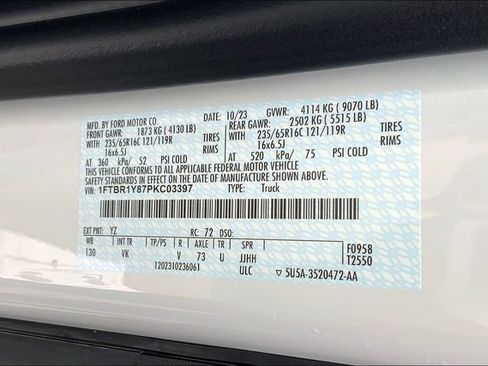 MFD. BY FORD MOTOR CO. DATE: 10/23 GVWR: 4114 KG ( 9070 LB)
FRONT GAWR: 1873 KG ( 4130 LB) REAR GAWR: 2502 KG ( 5515 LB)
WITH 235/65R16C 121/119R TIRES WITH 235/65R16C 121/119R TIRES
16x6.5J RIMS 16x6.5J RIMS
AT 360 kPa/ 52 PSI COLD AT 520 kPa/ 75 PSI COLD
THIS VEHICLE CONFORMS TO ALL APPLICABLE FEDERAL MOTOR VEHICLE
SAFETY STANDARDS IN EFFECT ON THE DATE OF MANUFACTURE SHOWN ABOVE.
VIN: 1FTBR1Y87PKC03397 TYPE: Truck
EXT PNT: YZ RC: 72 DSO:
WB INT TR TP/PS R AXLE TR SPR F0958
130 VK V 73 U JJHH T2550
1202310236061 ULC ▽ 5U5A-3520472-AA